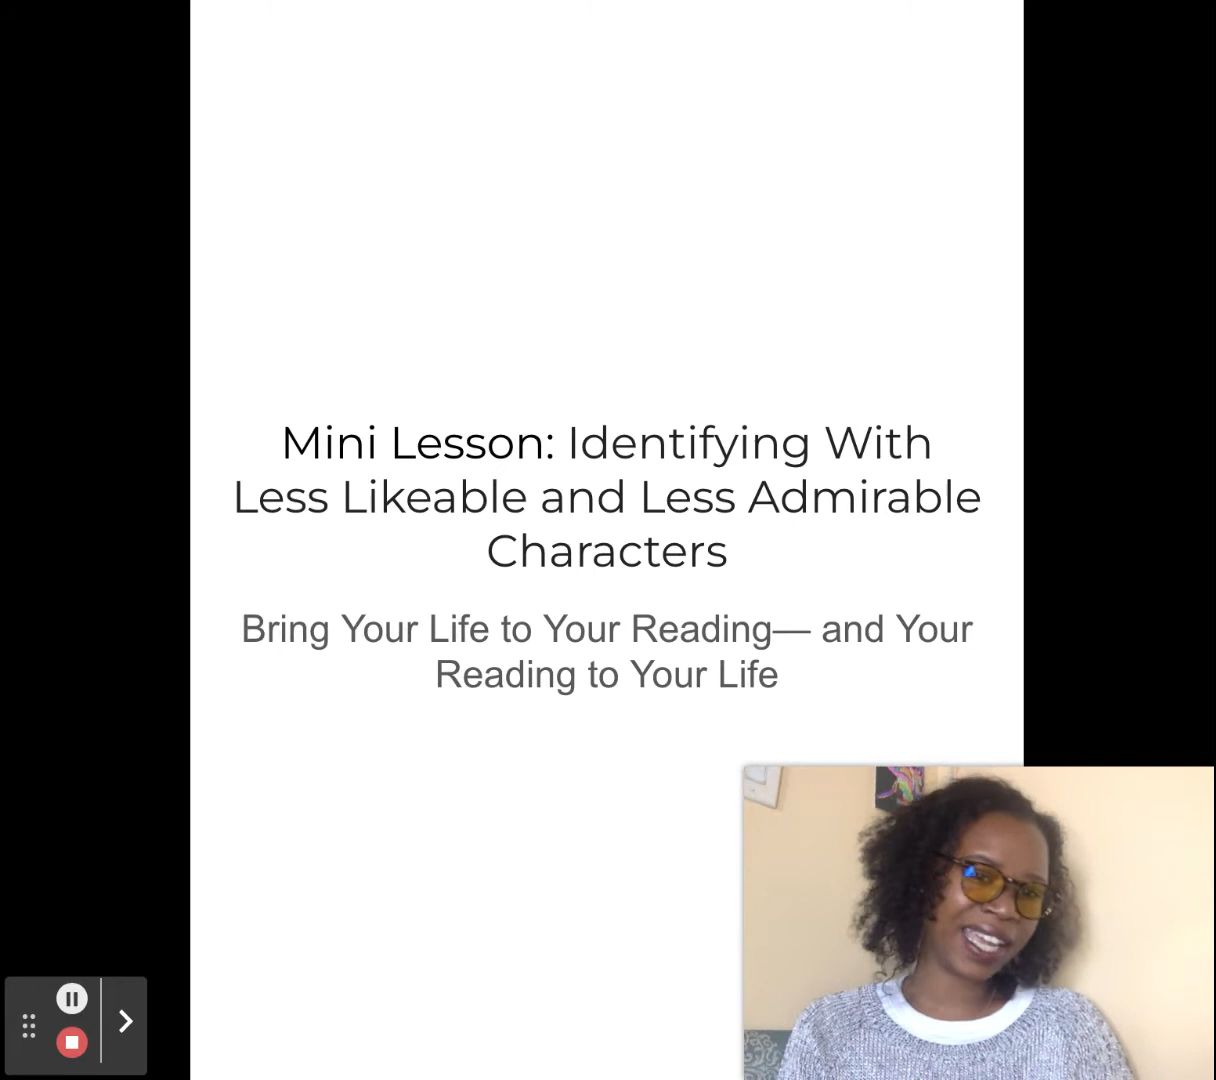 Mini Lesson: Identifying With
Less Likeable and Less Admirable
Characters
Bring Your Life to Your Reading— and Your
Reading to Your Life